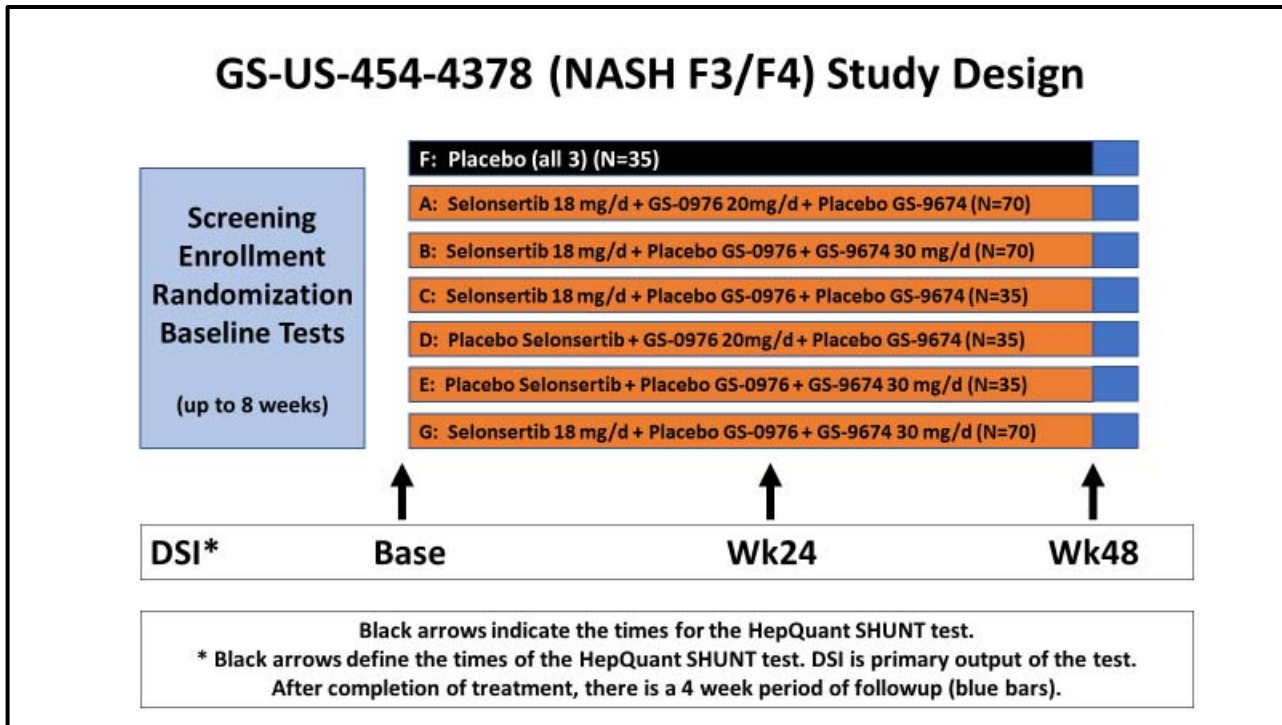 GS-US-454-4378 (NASH F3/F4) Study Design
Screening
Enrollment
Randomization
Baseline Tests
(up to 8 weeks)
F: Placebo (all 3) (N=35)
A: Selonsertib 18 mg/d + GS-0976 20mg/d + Placebo GS-9674 (N=70)
B: Selonsertib 18 mg/d + Placebo GS-0976 + GS-9674 30 mg/d (N=70)
C: Selonsertib 18 mg/d + Placebo GS-0976 + Placebo GS-9674 (N=35)
D: Placebo Selonsertib + GS-0976 20mg/d + Placebo GS-9674 (N=35)
E: Placebo Selonsertib + Placebo GS-0976 + GS-9674 30 mg/d (N=35)
G: Selonsertib 18 mg/d + Placebo GS-0976 + GS-9674 30 mg/d (N=70)
DSI* Base Wk24 Wk48
Black arrows indicate the times for the HepQuant SHUNT test.
* Black arrows define the times of the HepQuant SHUNT test. DSI is primary output of the test.
After completion of treatment, there is a 4 week period of followup (blue bars).